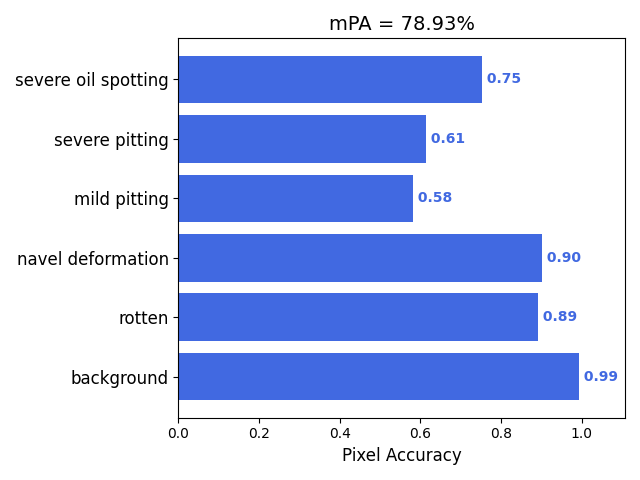 mPA = 78.93%
severe oil spotting 0.75
severe pitting 0.61
mild pitting 0.58
navel deformation 0.90
rotten 0.89
background 0.99
0.0 0.2 0.4 0.6 0.8 1.0
Pixel Accuracy